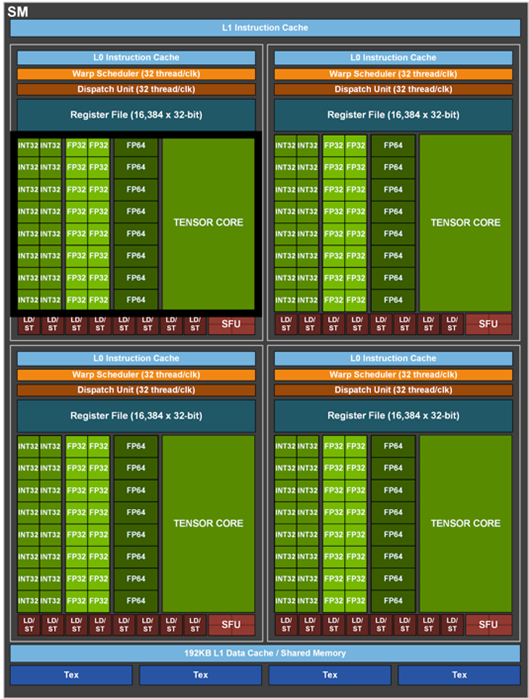 SM
L1 Instruction Cache
L0 Instruction Cache
Warp Scheduler (32 thread/clk)
Dispatch Unit (32 thread/clk)
Register File (16,384 x 32-bit)
INT32 INT32 FP32 FP32 FP64
INT32 INT32 FP32 FP32 FP64
INT32 INT32 FP32 FP32 FP64
INT32 INT32 FP32 FP32 FP64
TENSOR CORE
INT32 INT32 FP32 FP32 FP64
INT32 INT32 FP32 FP32 FP64
INT32 INT32 FP32 FP32 FP64
INT32 INT32 FP32 FP32 FP64
LD/ LD/ LD/ LD/ LD/ LD/ LD/ LD/
ST ST ST ST ST ST ST ST
SFU
L0 Instruction Cache
Warp Scheduler (32 thread/clk)
Dispatch Unit (32 thread/clk)
Register File (16,384 x 32-bit)
INT32 INT32 FP32 FP32 FP64
INT32 INT32 FP32 FP32 FP64
INT32 INT32 FP32 FP32 FP64
INT32 INT32 FP32 FP32 FP64
TENSOR CORE
INT32 INT32 FP32 FP32 FP64
INT32 INT32 FP32 FP32 FP64
INT32 INT32 FP32 FP32 FP64
INT32 INT32 FP32 FP32 FP64
LD/ LD/ LD/ LD/ LD/ LD/ LD/ LD/
ST ST ST ST ST ST ST ST
SFU
L0 Instruction Cache
Warp Scheduler (32 thread/clk)
Dispatch Unit (32 thread/clk)
Register File (16,384 x 32-bit)
INT32 INT32 FP32 FP32 FP64
INT32 INT32 FP32 FP32 FP64
INT32 INT32 FP32 FP32 FP64
INT32 INT32 FP32 FP32 FP64
TENSOR CORE
INT32 INT32 FP32 FP32 FP64
INT32 INT32 FP32 FP32 FP64
INT32 INT32 FP32 FP32 FP64
INT32 INT32 FP32 FP32 FP64
LD/ LD/ LD/ LD/ LD/ LD/ LD/ LD/
ST ST ST ST ST ST ST ST
SFU
L0 Instruction Cache
Warp Scheduler (32 thread/clk)
Dispatch Unit (32 thread/clk)
Register File (16,384 x 32-bit)
INT32 INT32 FP32 FP32 FP64
INT32 INT32 FP32 FP32 FP64
INT32 INT32 FP32 FP32 FP64
INT32 INT32 FP32 FP32 FP64
TENSOR CORE
INT32 INT32 FP32 FP32 FP64
INT32 INT32 FP32 FP32 FP64
INT32 INT32 FP32 FP32 FP64
INT32 INT32 FP32 FP32 FP64
LD/ LD/ LD/ LD/ LD/ LD/ LD/ LD/
ST ST ST ST ST ST ST ST
SFU
192KB L1 Data Cache / Shared Memory
Tex Tex Tex Tex